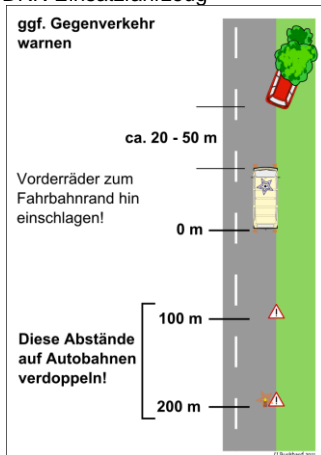 ggf. Gegenverkehr
warnen
ca. 20 - 50 m
Vorderräder zum
Fahrbahnrand hin
einschlagen!
0 m
100 m
Diese Abstände
auf Autobahnen
verdoppeln!
200 m